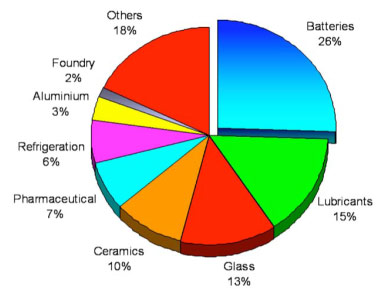 Batteries
26%
Lubricants
15%
Glass
13%
Ceramics
10%
Pharmaceutical
7%
Refrigeration
6%
Aluminium
3%
Foundry
2%
Others
18%